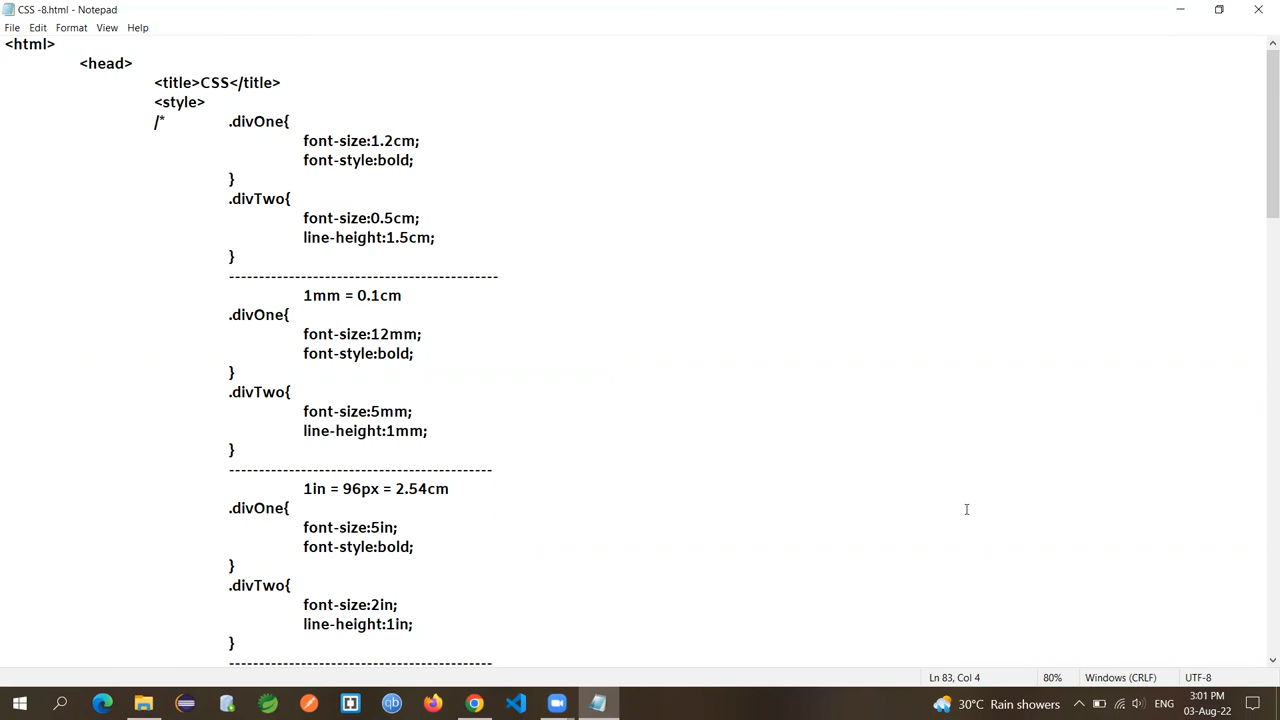 CSS -8.html - Notepad
File Edit Format View Help
<html>
<head>
<title>CSS</title>
<style>
/* .divOne{
font-size:1.2cm;
font-style:bold;
}
.divTwo{
font-size:0.5cm;
line-height:1.5cm;
}
---------------------------------------------
1mm = 0.1cm
.divOne{
font-size:12mm;
font-style:bold;
}
.divTwo{
font-size:5mm;
line-height:1mm;
}
--------------------------------------------
1in = 96px = 2.54cm
.divOne{
font-size:5in;
font-style:bold;
}
.divTwo{
font-size:2in;
line-height:1in;
}
--------------------------------------------
Ln 83, Col 4 80% Windows (CRLF) UTF-8
qb 30°C Rain showers ENG 3:01 PM
03-Aug-22